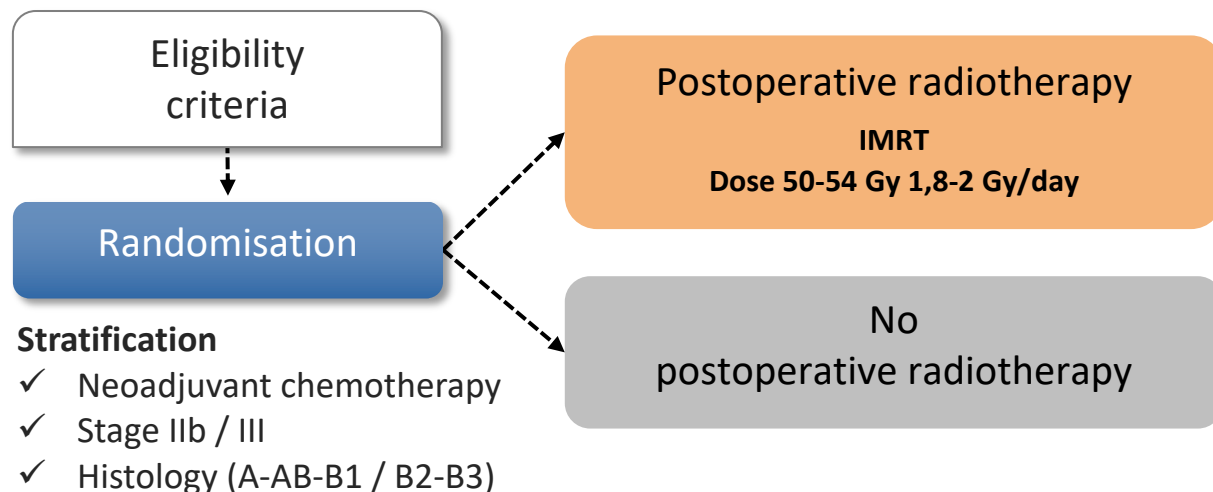 Eligibility
criteria
Randomisation
Stratification
✓ Neoadjuvant chemotherapy
✓ Stage IIb / III
✓ Histology (A-AB-B1 / B2-B3)
Postoperative radiotherapy
IMRT
Dose 50-54 Gy 1,8-2 Gy/day
No
postoperative radiotherapy